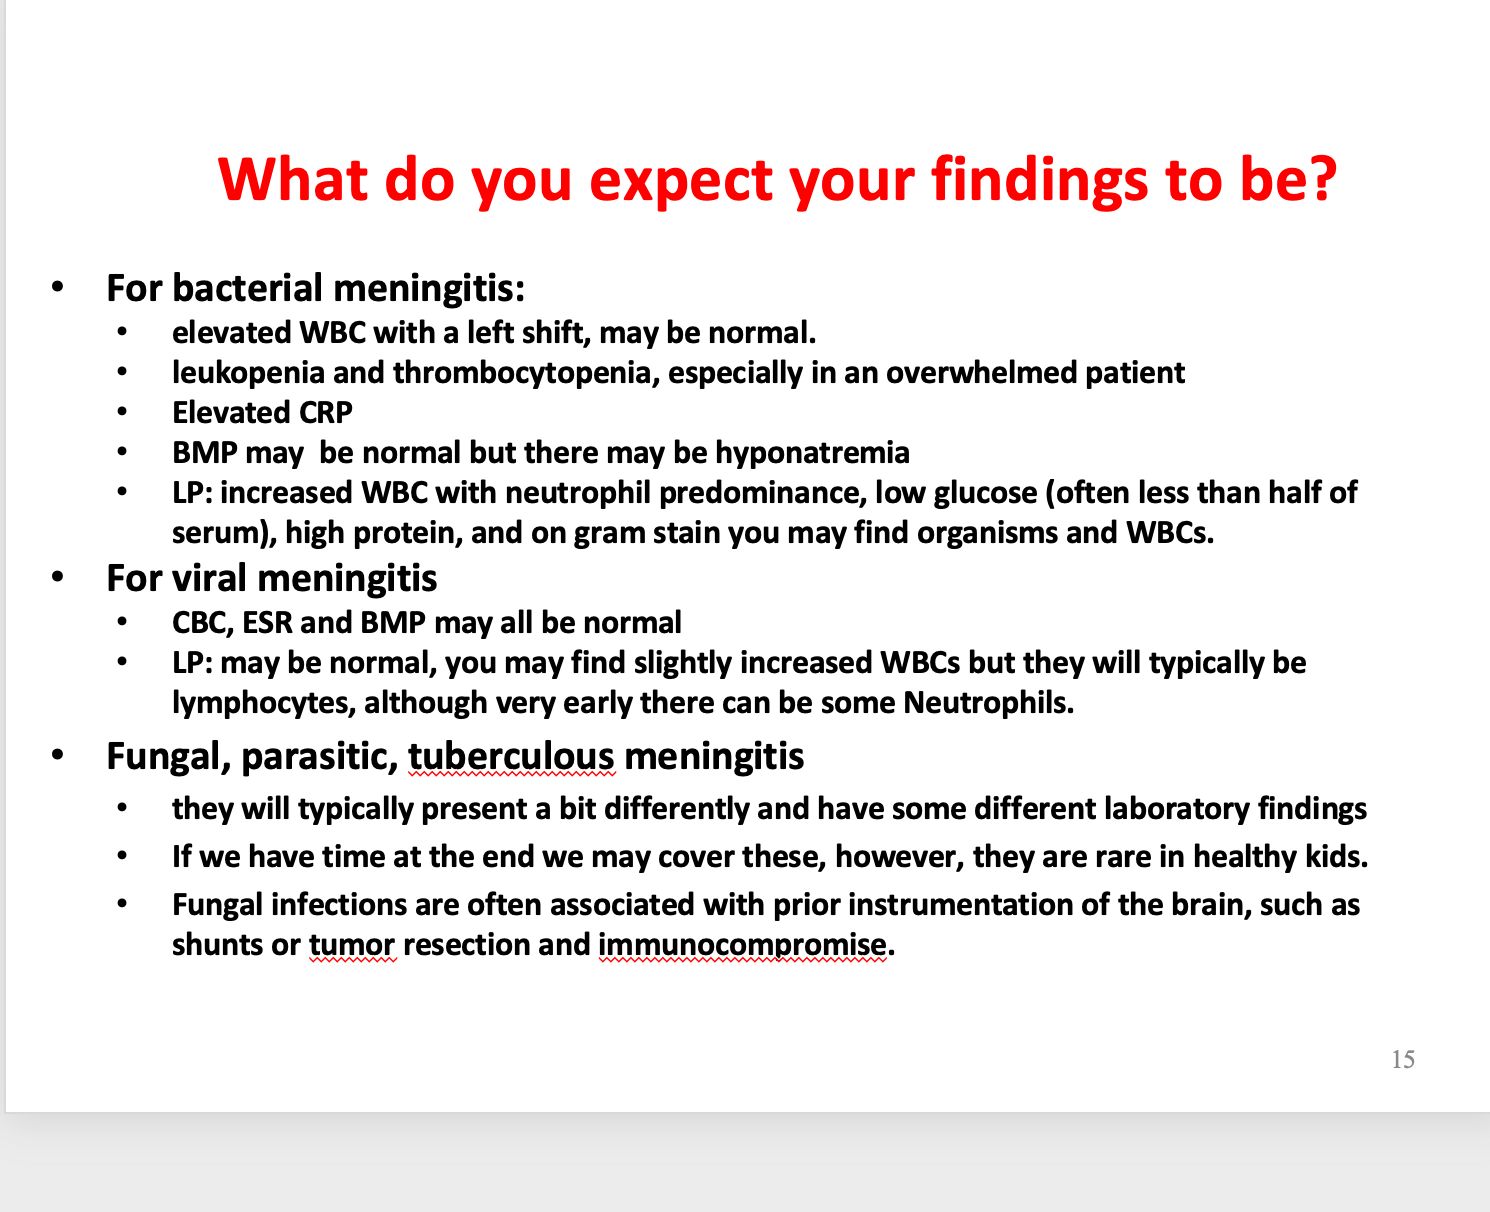 What do you expect your findings to be?
• For bacterial meningitis:
• elevated WBC with a left shift, may be normal.
• leukopenia and thrombocytopenia, especially in an overwhelmed patient
• Elevated CRP
• BMP may  be normal but there may be hyponatremia
• LP: increased WBC with neutrophil predominance, low glucose (often less than half of
serum), high protein, and on gram stain you may find organisms and WBCs.
• For viral meningitis
• CBC, ESR and BMP may all be normal
• LP: may be normal, you may find slightly increased WBCs but they will typically be
lymphocytes, although very early there can be some Neutrophils.
• Fungal, parasitic, tuberculous meningitis
• they will typically present a bit differently and have some different laboratory findings
• If we have time at the end we may cover these, however, they are rare in healthy kids.
• Fungal infections are often associated with prior instrumentation of the brain, such as
shunts or tumor resection and immunocompromise.
15